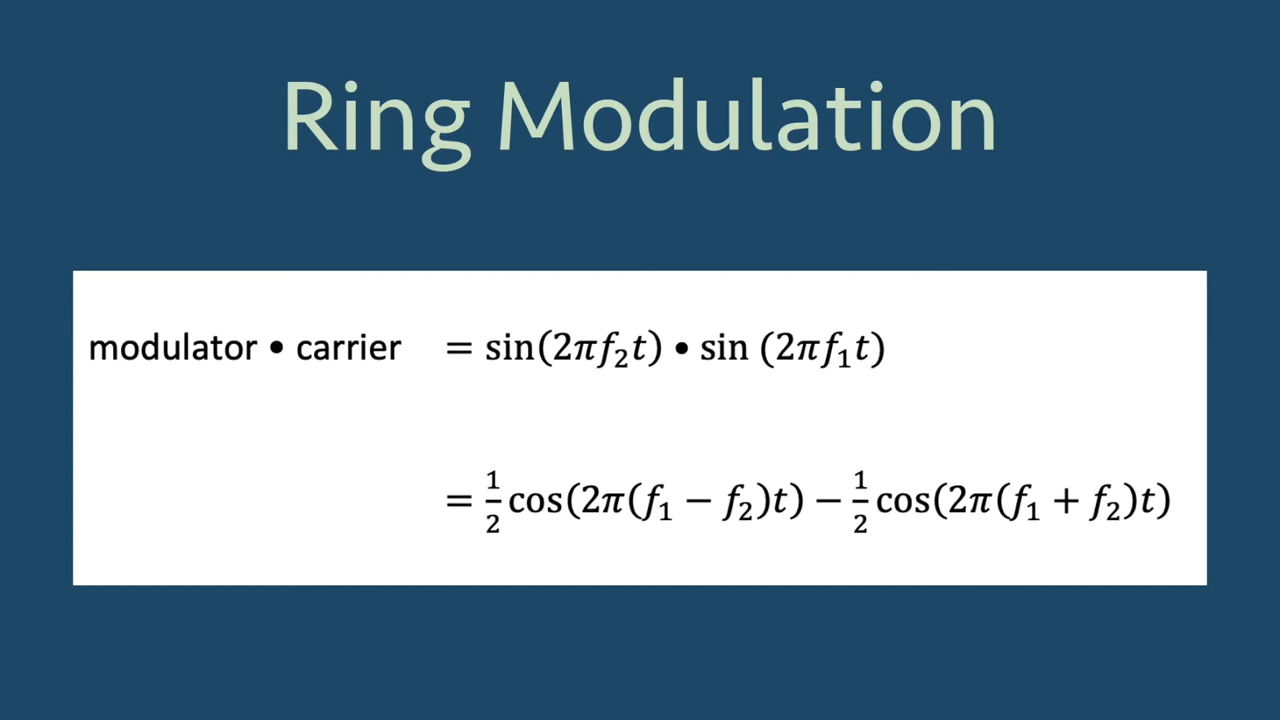 Ring Modulation
modulator • carrier = sin(2πf₂t) • sin (2πf₁t)
= ½cos(2π(f₁ − f₂)t) − ½cos(2π(f₁ + f₂)t)